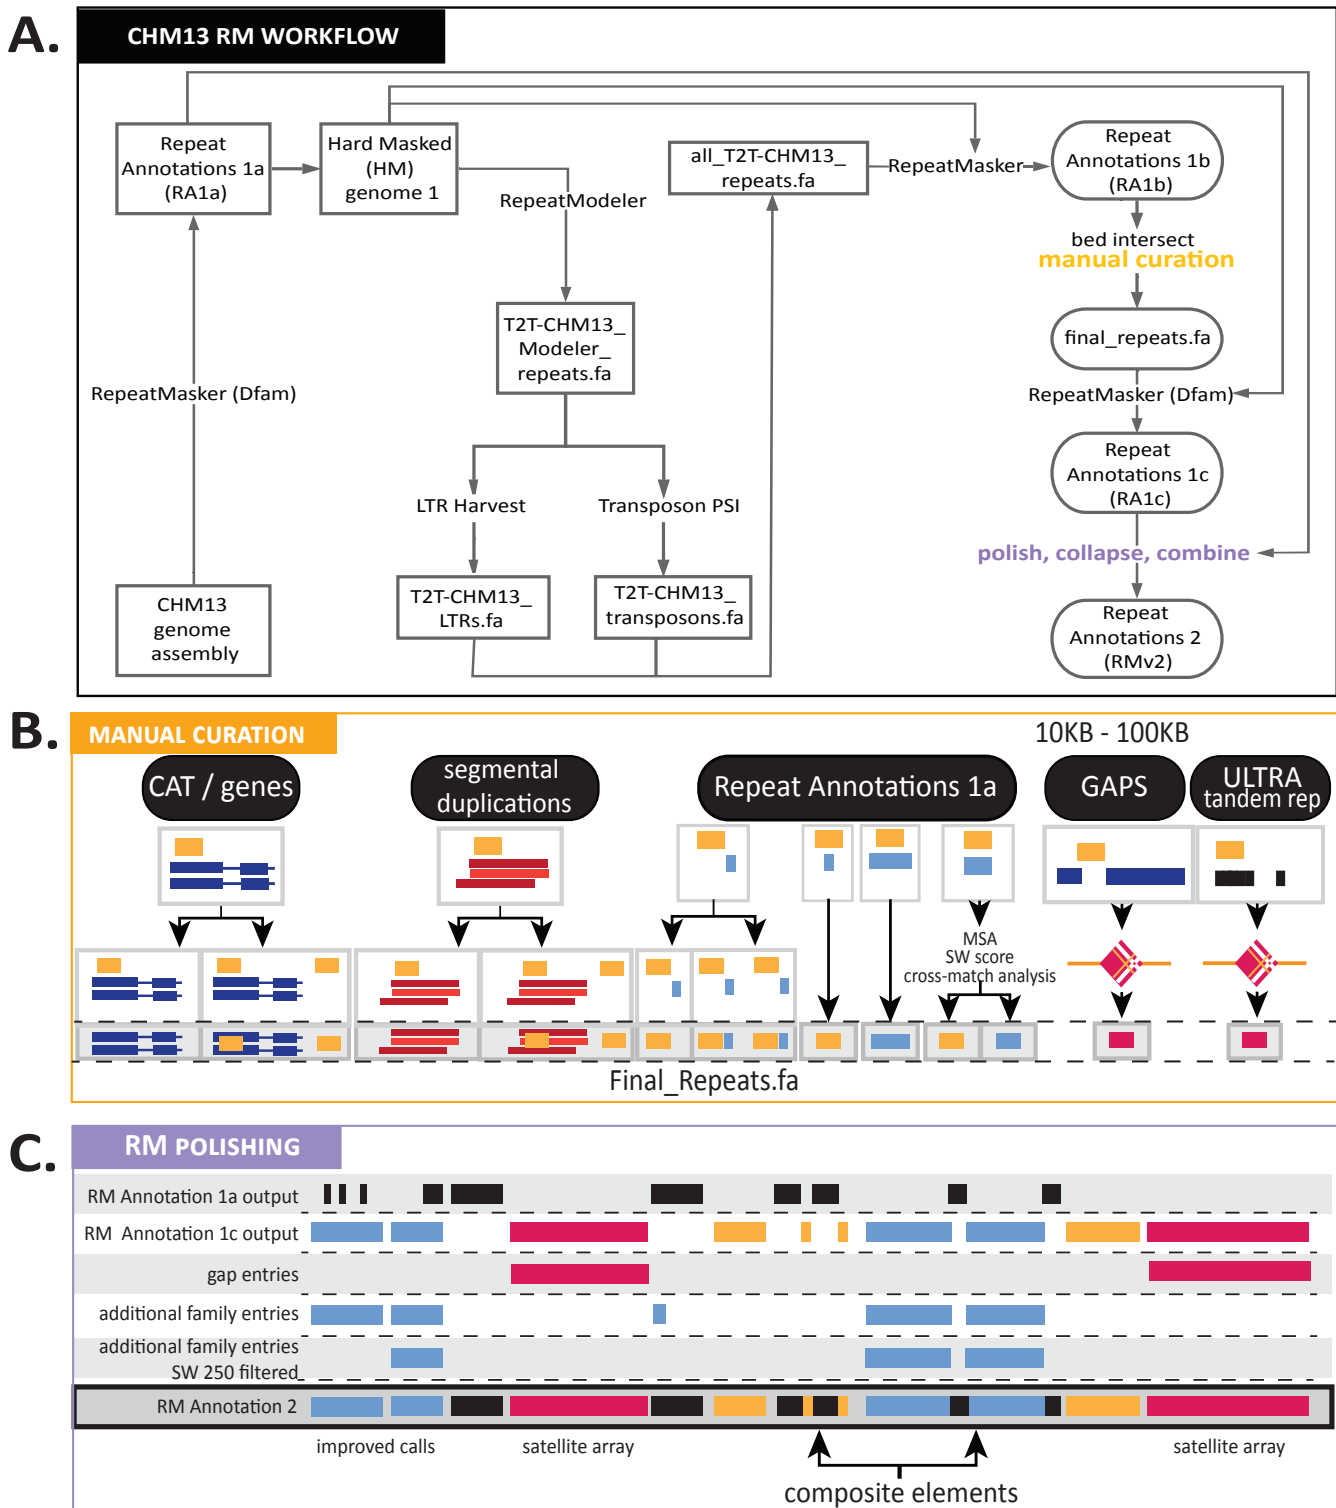 A.
CHM13 RM WORKFLOW
Repeat
Annotations 1a
(RA1a)
Hard Masked
(HM)
genome 1
RepeatModeler
all_T2T-CHM13_
repeats.fa
RepeatMasker
Repeat
Annotations 1b
(RA1b)
bed intersect
manual curation
T2T-CHM13_
Modeler_
repeats.fa
final_repeats.fa
RepeatMasker (Dfam)
RepeatMasker (Dfam)
Repeat
Annotations 1c
(RA1c)
LTR Harvest
Transposon PSI
polish, collapse, combine
CHM13
genome
assembly
T2T-CHM13_
LTRs.fa
T2T-CHM13_
transposons.fa
Repeat
Annotations 2
(RMv2)
B.
MANUAL CURATION
10KB - 100KB
CAT / genes
segmental
duplications
Repeat Annotations 1a
GAPS
ULTRA
tandem rep
MSA
SW score
cross-match analysis
Final_Repeats.fa
C.
RM POLISHING
RM Annotation 1a output
RM Annotation 1c output
gap entries
additional family entries
additional family entries
SW 250 filtered
RM Annotation 2
improved calls
satellite array
satellite array
composite elements